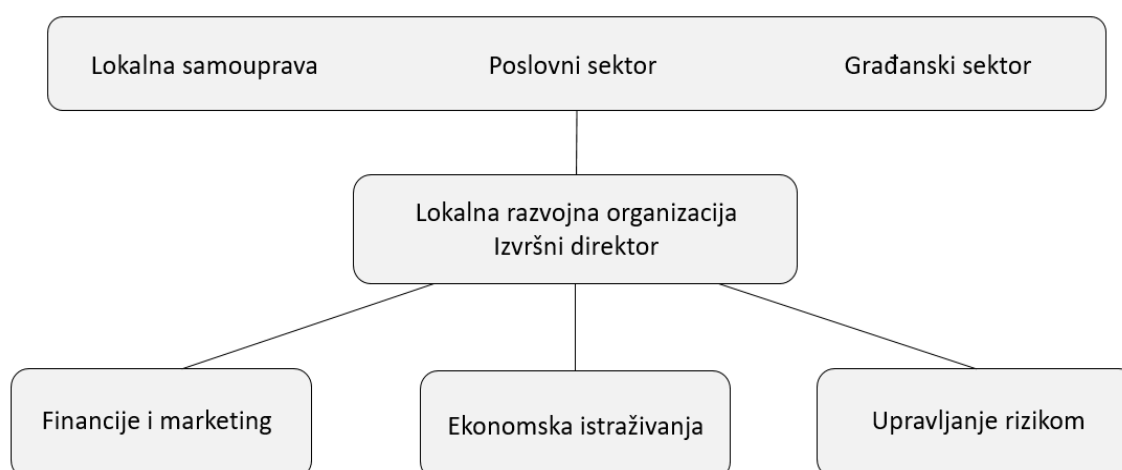 Lokalna samouprava Poslovni sektor Građanski sektor
Lokalna razvojna organizacija
Izvršni direktor
Financije i marketing Ekonomska istraživanja Upravljanje rizikom